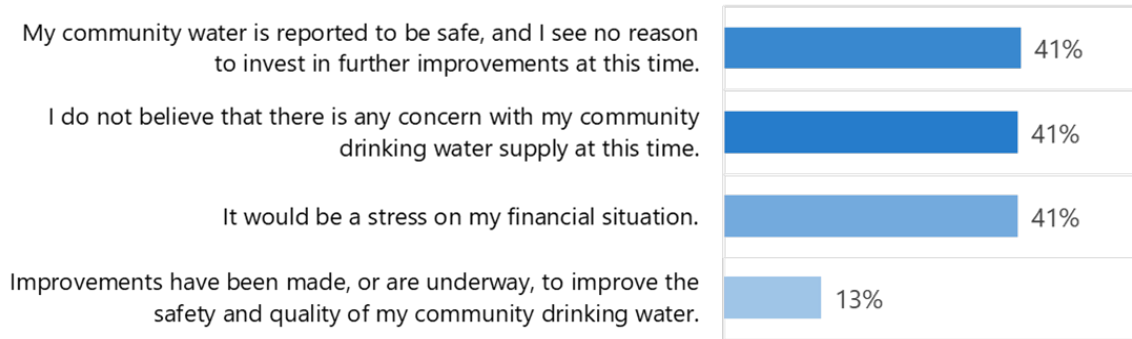 My community water is reported to be safe, and I see no reason
to invest in further improvements at this time.
41%
I do not believe that there is any concern with my community
drinking water supply at this time.
41%
It would be a stress on my financial situation.
41%
Improvements have been made, or are underway, to improve the
safety and quality of my community drinking water.
13%